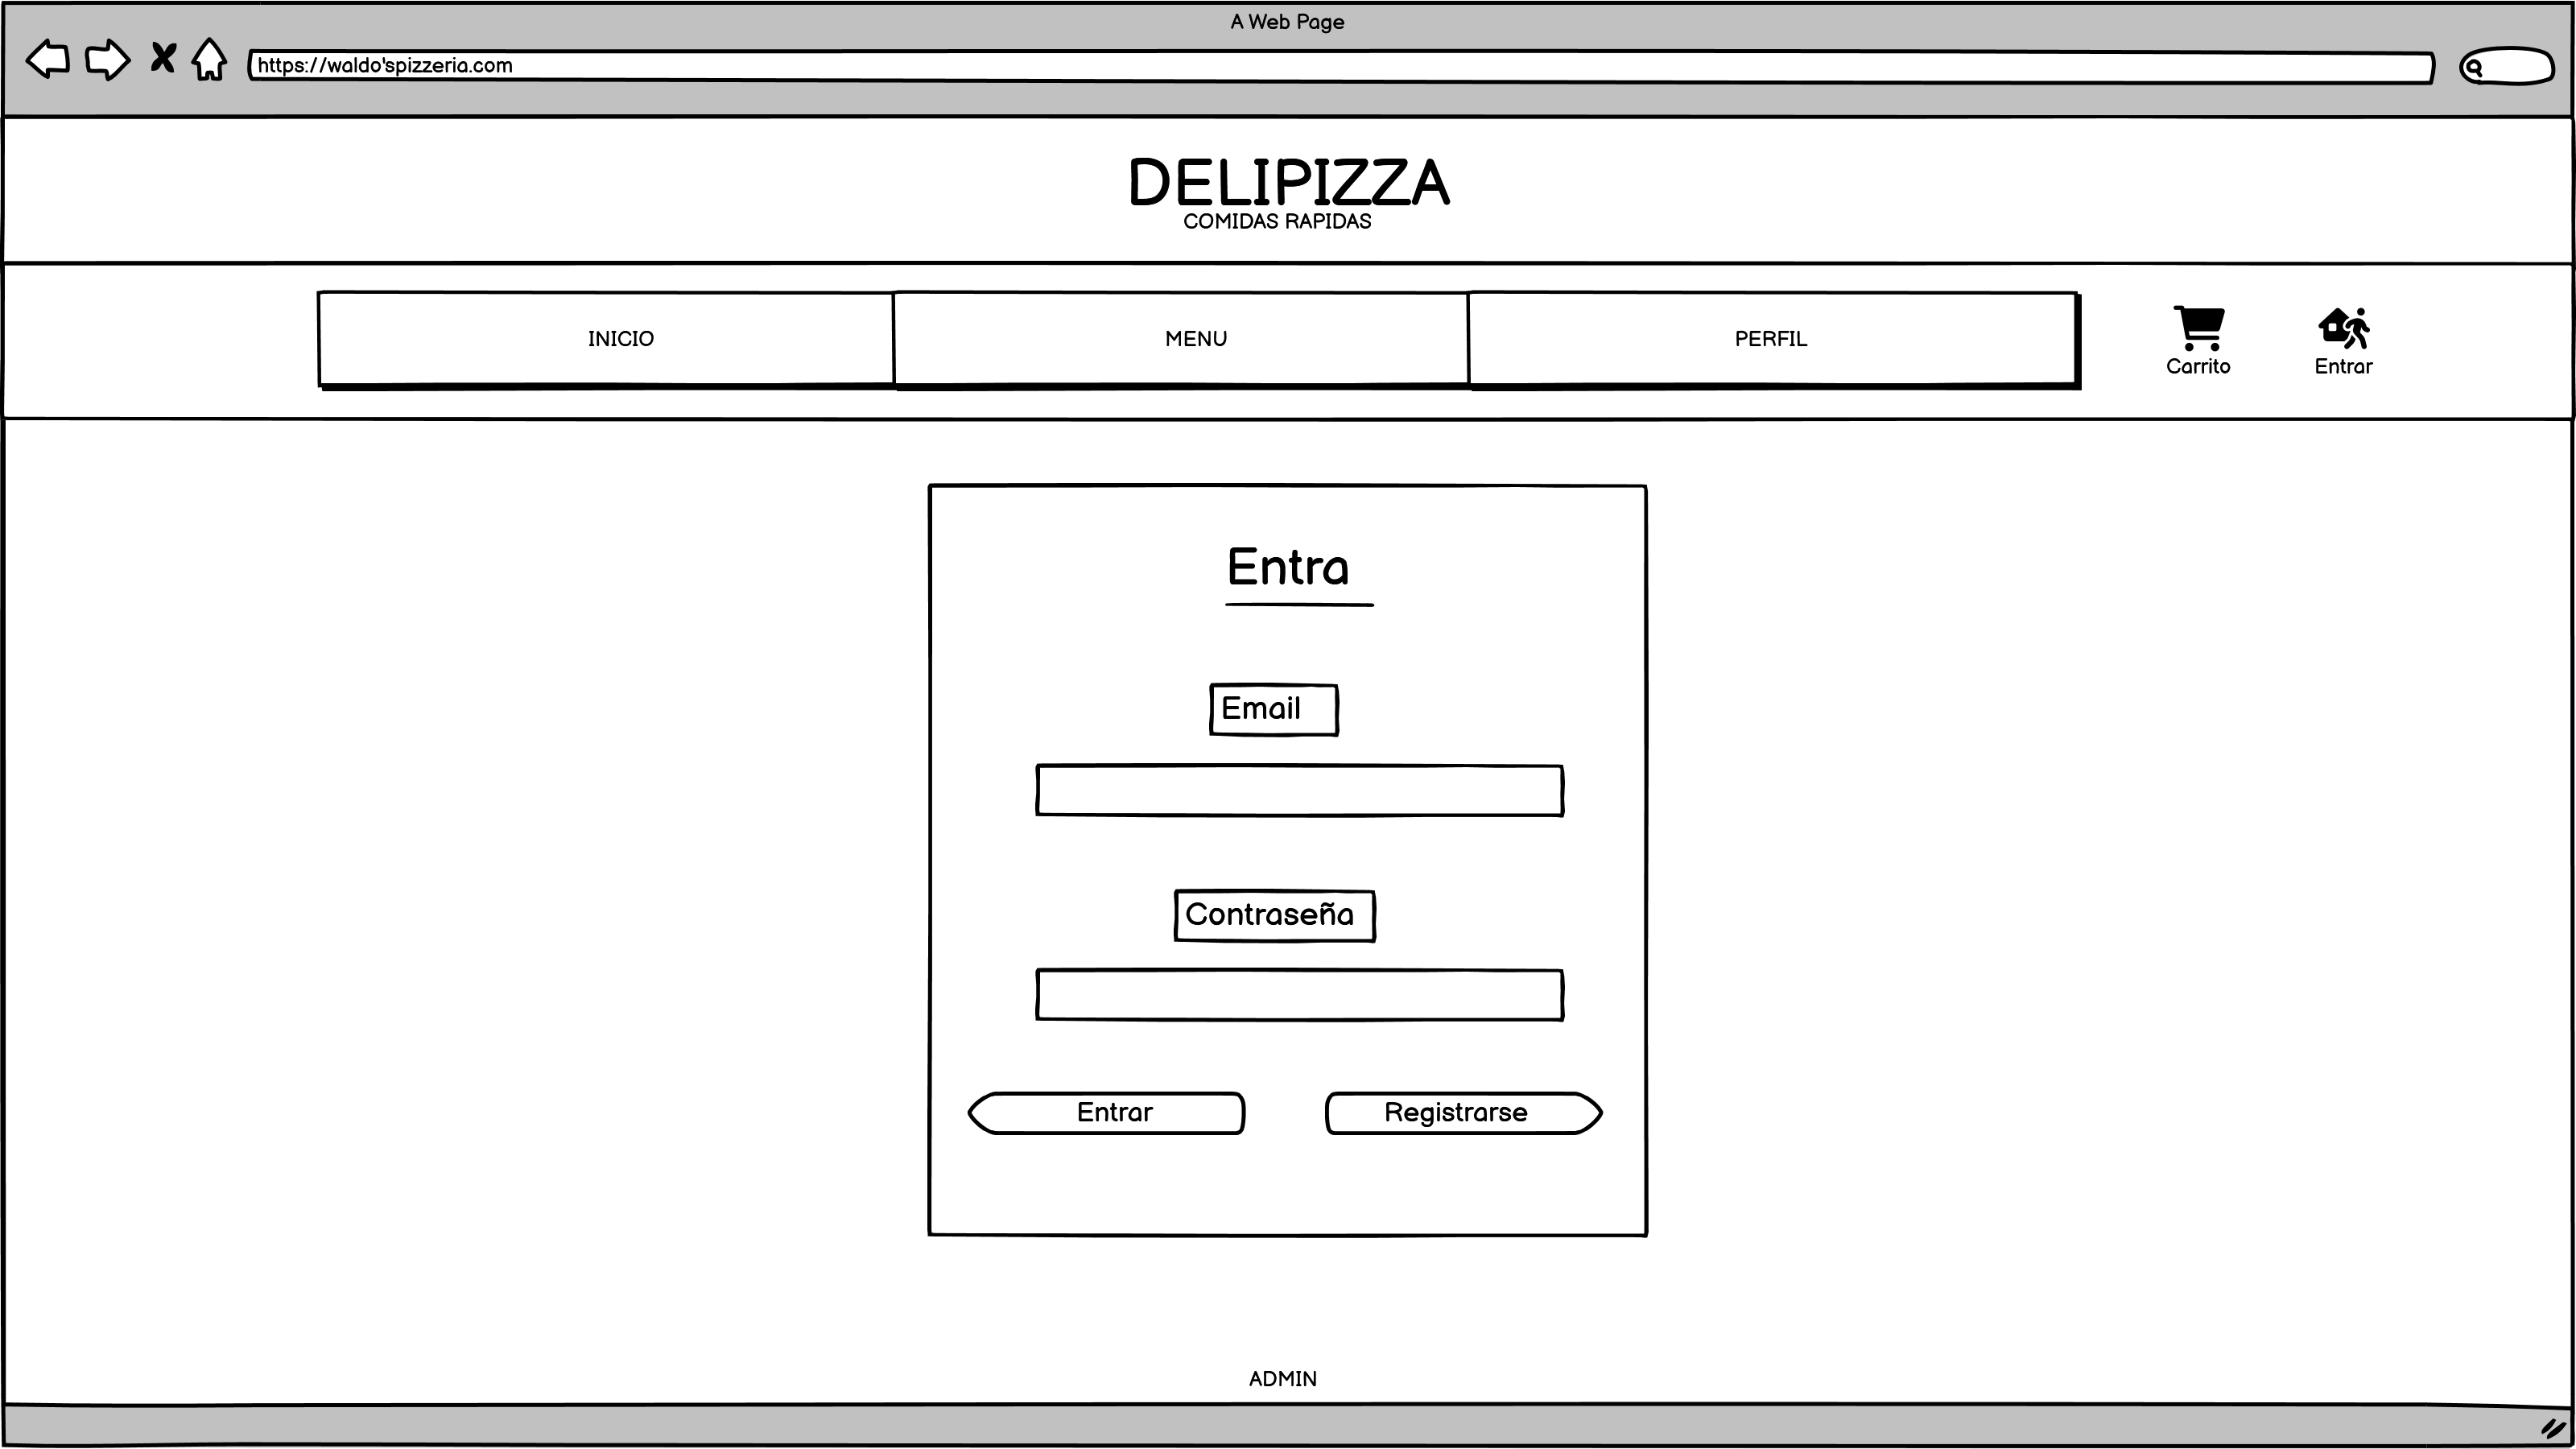 A Web Page
https://waldo'spizzeria.com
DELIPIZZA
COMIDAS RAPIDAS
INICIO
MENU
PERFIL
Carrito
Entrar
Entra
Email
Contraseña
Entrar
Registrarse
ADMIN